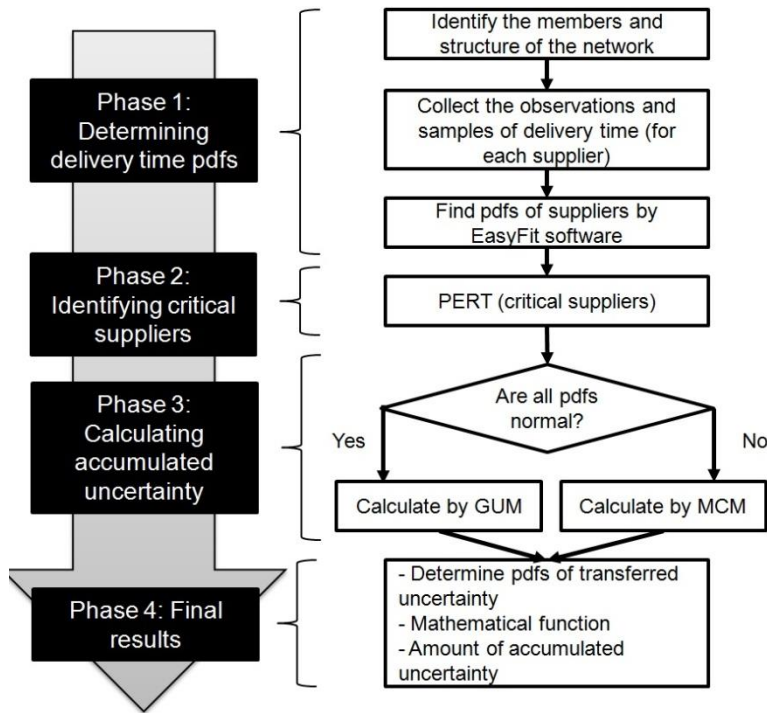 Phase 1:
Determining
delivery time pdfs
Identify the members and
structure of the network
Collect the observations and
samples of delivery time (for
each supplier)
Find pdfs of suppliers by
EasyFit software
Phase 2:
Identifying critical
suppliers
PERT (critical suppliers)
Phase 3:
Calculating
accumulated
uncertainty
Are all pdfs
normal?
Yes
No
Calculate by GUM
Calculate by MCM
Phase 4: Final
results
- Determine pdfs of transferred
uncertainty
- Mathematical function
- Amount of accumulated
uncertainty